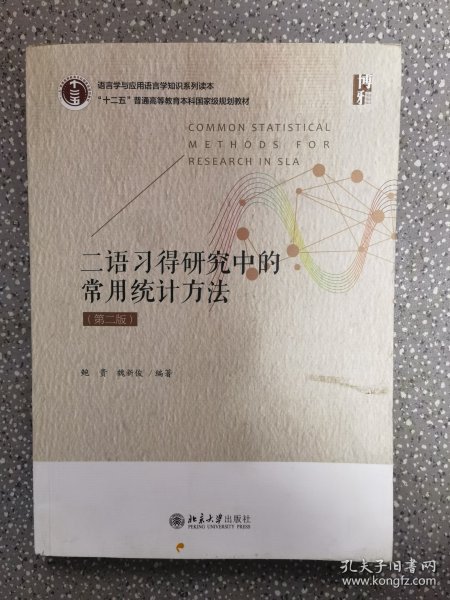 语言学与应用语言学知识系列读本
“十二五”普通高等教育本科国家级规划教材
博雅
COMMON STATISTICAL
METHODS FOR
RESEARCH IN SLA
二语习得研究中的
常用统计方法
（第二版）
鲍贵 魏新俊／编著
北京大学出版社
PEKING UNIVERSITY PRESS
孔夫子旧书网
www.kongfz.com